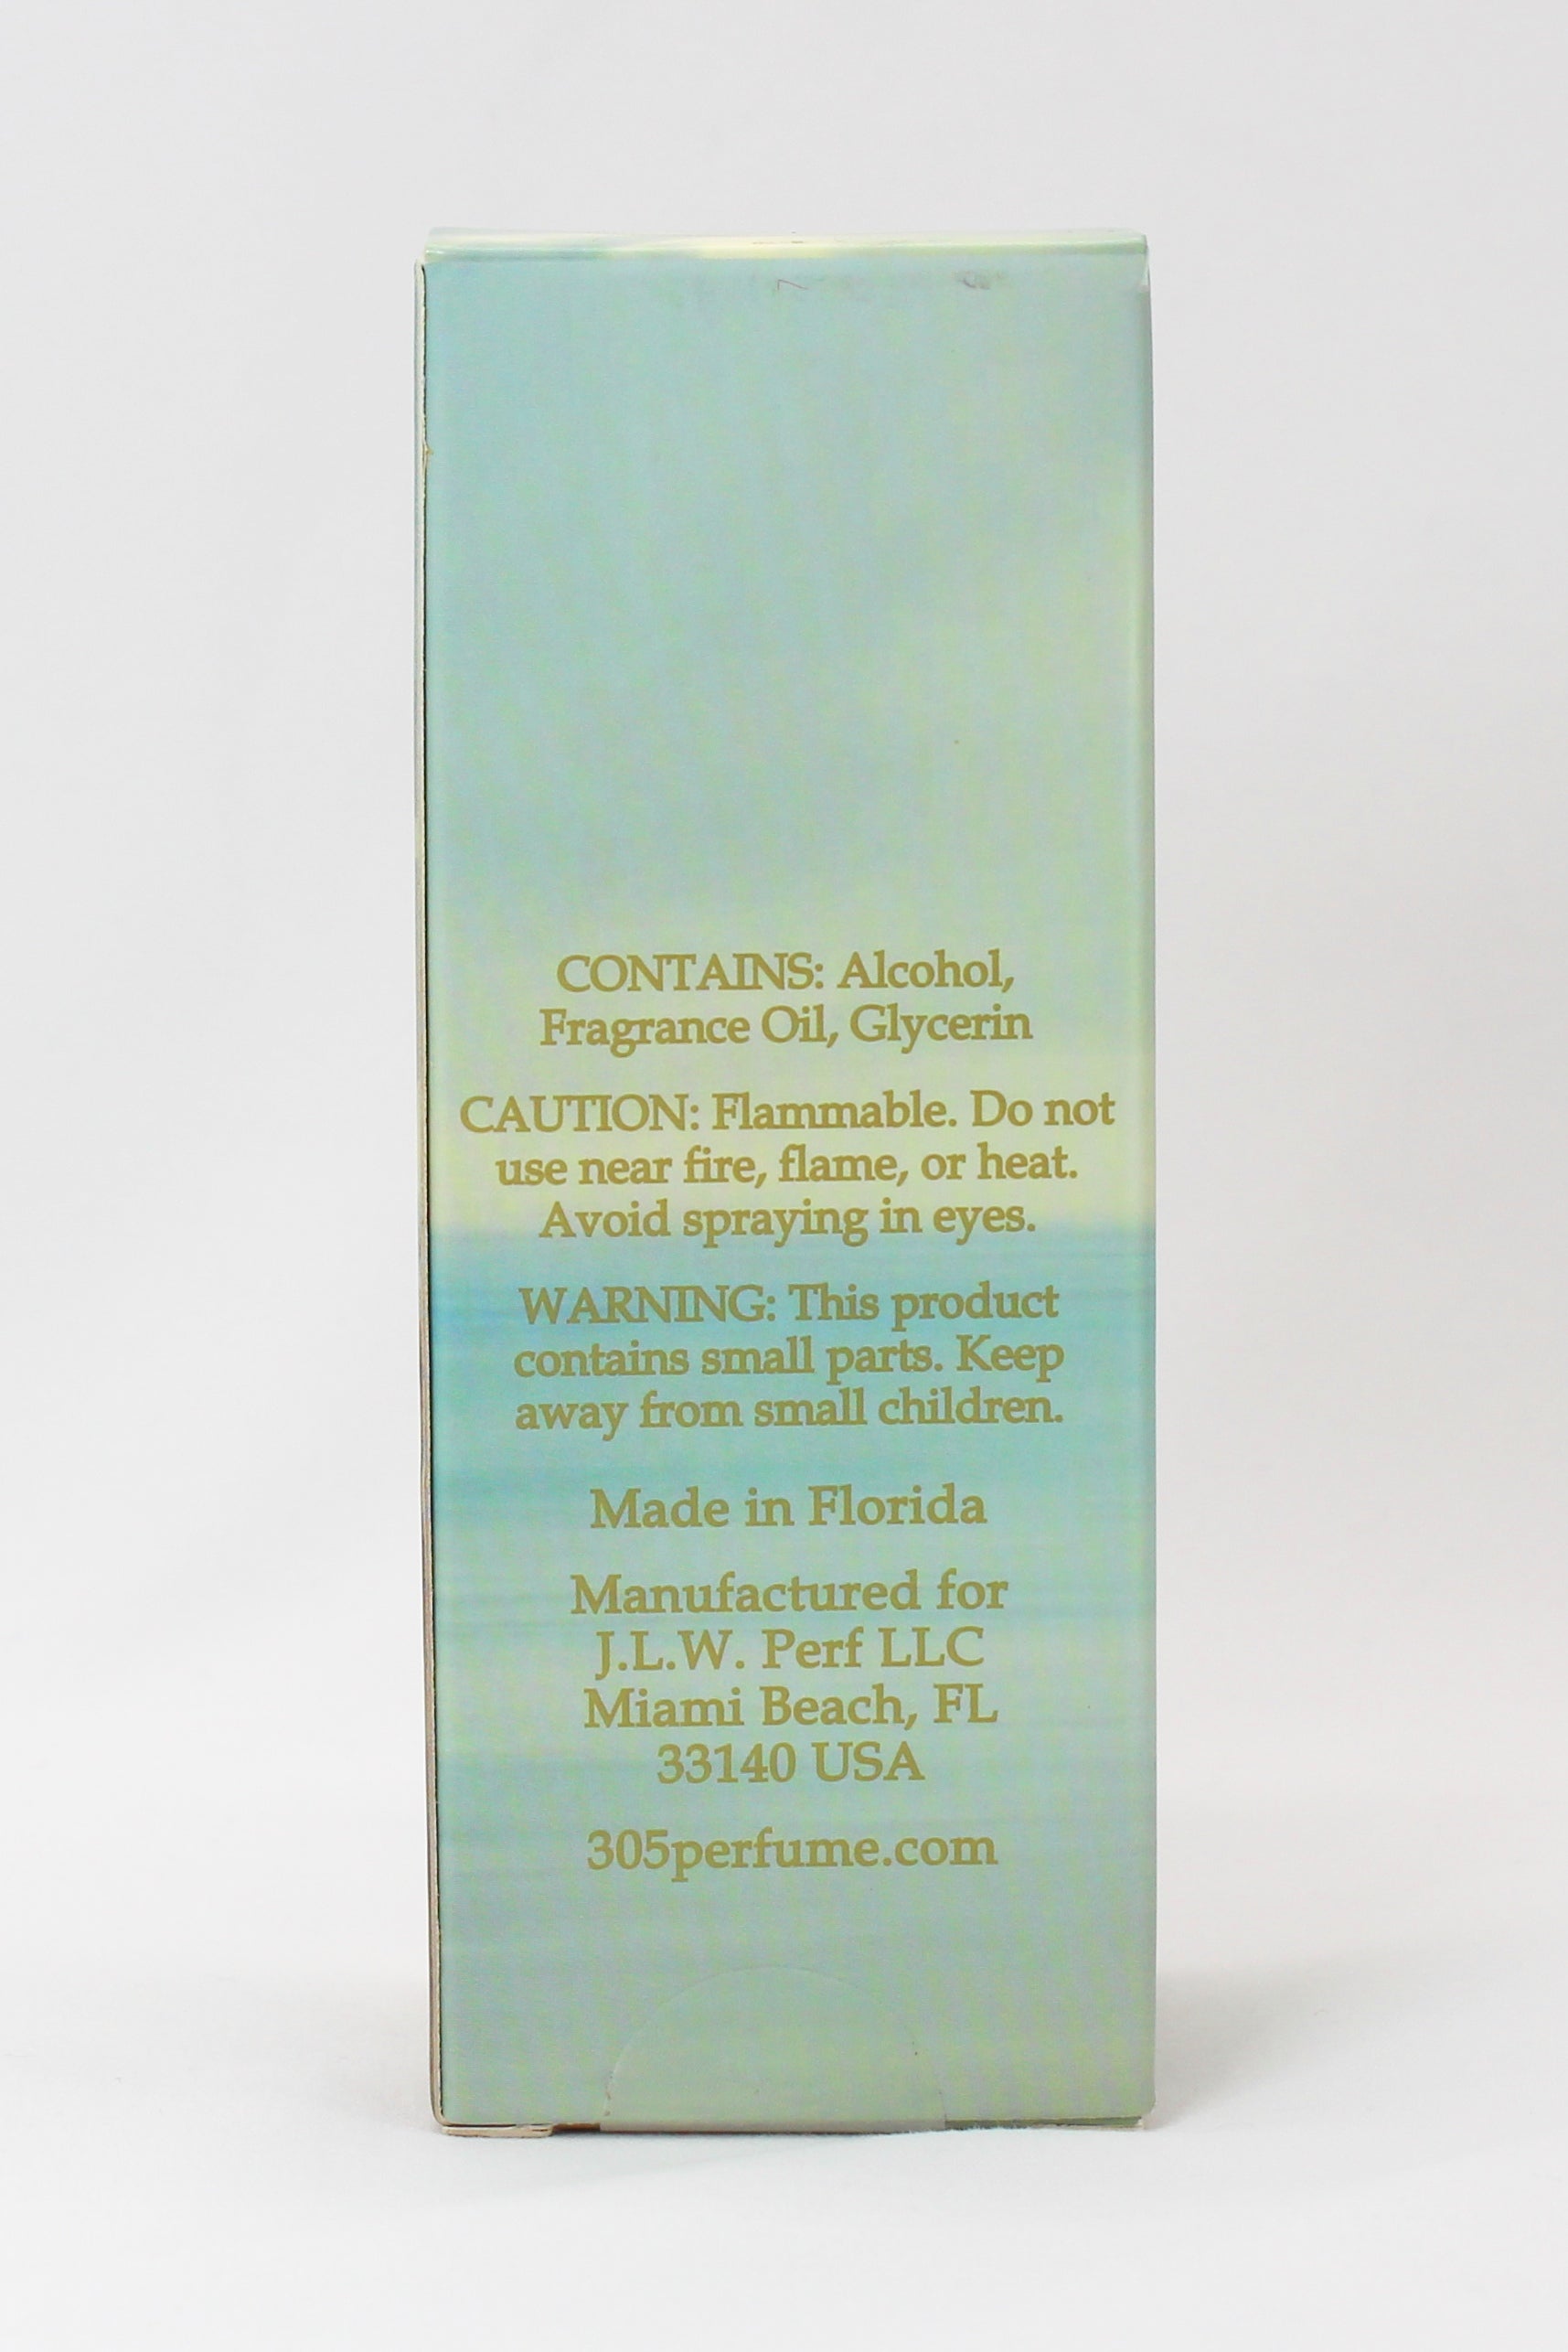 CONTAINS: Alcohol,
Fragrance Oil, Glycerin
CAUTION: Flammable. Do not
use near fire, flame, or heat.
Avoid spraying in eyes.
WARNING: This product
contains small parts. Keep
away from small children.
Made in Florida
Manufactured for
J.L.W. Perf LLC
Miami Beach, FL
33140 USA
305perfume.com